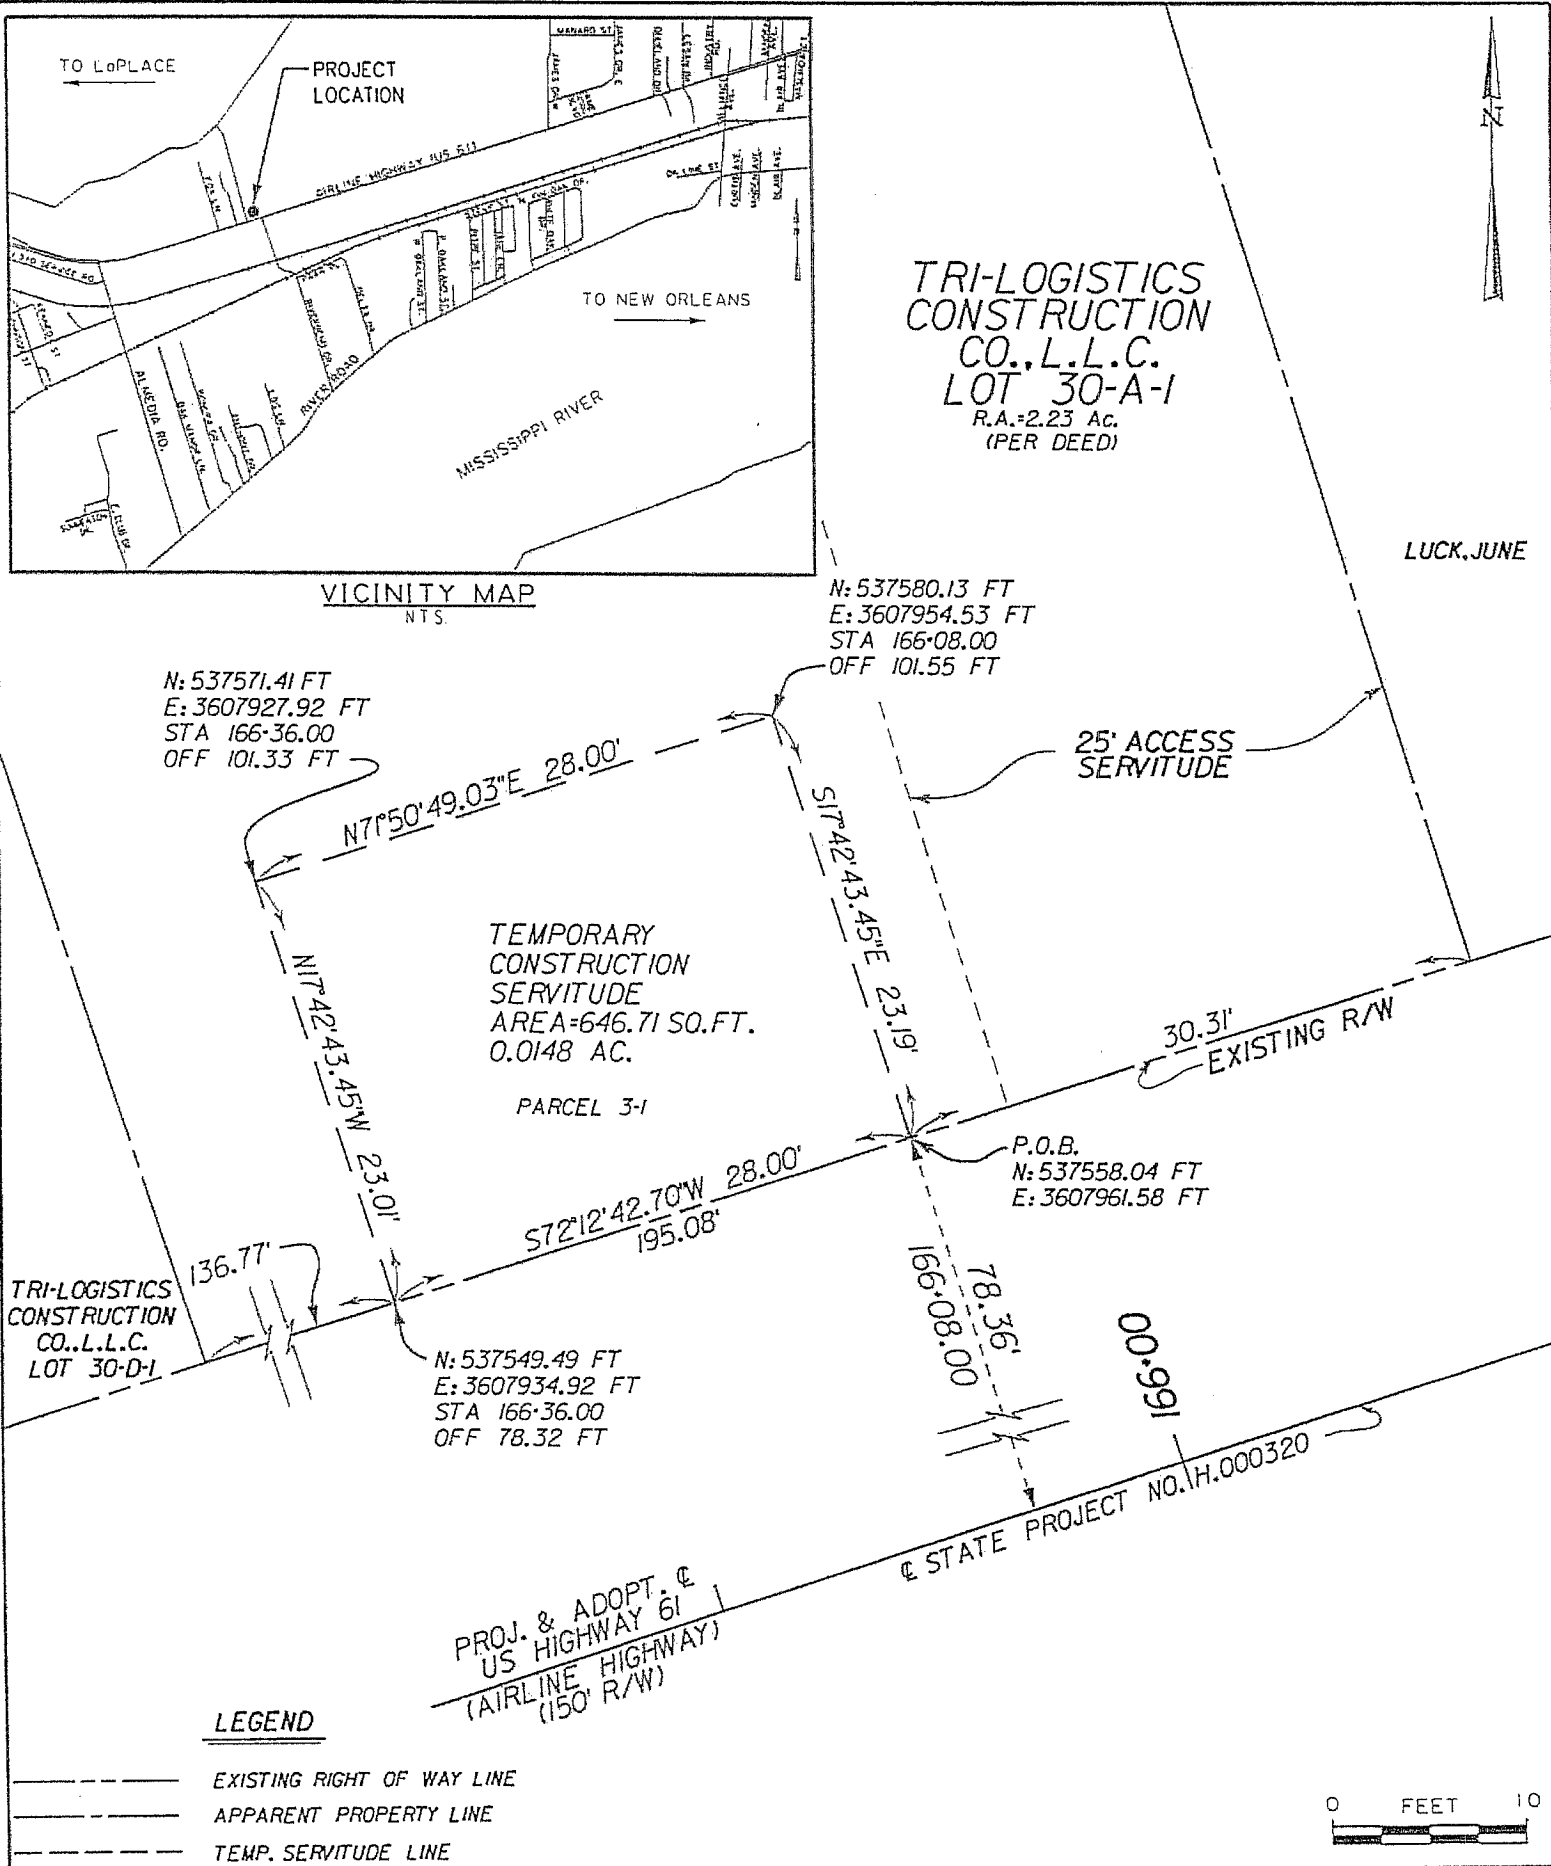 TO LaPLACE
PROJECT
LOCATION
MANARD ST
AIRLINE HIGHWAY (US 61)
TO NEW ORLEANS
ALMEDIA RD.
RIVER ROAD
MISSISSIPPI RIVER
VICINITY MAP
N T S.
N
TRI-LOGISTICS
CONSTRUCTION
CO., L.L.C.
LOT 30-A-1
R.A.=2.23 Ac.
(PER DEED)
LUCK, JUNE
N: 537580.13 FT
E: 3607954.53 FT
STA 166+08.00
OFF 101.55 FT
N: 537571.41 FT
E: 3607927.92 FT
STA 166+36.00
OFF 101.33 FT
25' ACCESS
SERVITUDE
N71°50'49.03"E 28.00'
S17°42'43.45"E 23.19'
N17°42'43.45"W 23.01'
TEMPORARY
CONSTRUCTION
SERVITUDE
AREA=646.71 SQ.FT.
0.0148 AC.
PARCEL 3-1
30.31'
EXISTING R/W
P.O.B.
N: 537558.04 FT
E: 3607961.58 FT
S72°12'42.70"W 28.00'
195.08'
136.77'
TRI-LOGISTICS
CONSTRUCTION
CO., L.L.C.
LOT 30-D-1
N: 537549.49 FT
E: 3607934.92 FT
STA 166+36.00
OFF 78.32 FT
78.36'
166+08.00
166+00
℄ STATE PROJECT NO. H.000320
PROJ. & ADOPT. ℄
US HIGHWAY 61
(AIRLINE HIGHWAY)
(150' R/W)
LEGEND
EXISTING RIGHT OF WAY LINE
APPARENT PROPERTY LINE
TEMP. SERVITUDE LINE
0 FEET 10